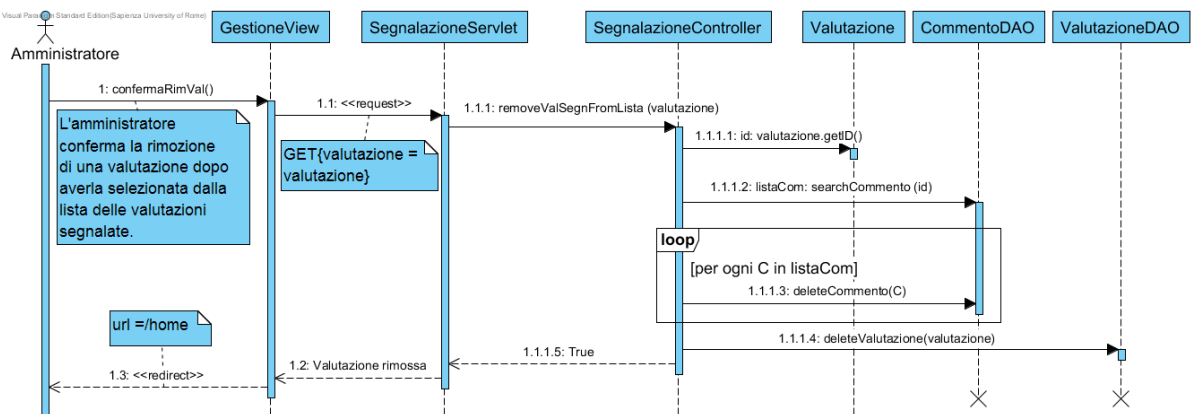 Visual Paradigm Standard Edition(Sapienza University of Rome)
Amministratore
GestioneView
SegnalazioneServlet
SegnalazioneController
Valutazione
CommentoDAO
ValutazioneDAO
1: confermaRimVal()
L'amministratore
conferma la rimozione
di una valutazione dopo
averla selezionata dalla
lista delle valutazioni
segnalate.
1.1: <<request>>
GET{valutazione =
valutazione}
1.1.1: removeValSegnFromLista (valutazione)
1.1.1.1: id: valutazione.getID()
1.1.1.2: listaCom: searchCommento (id)
loop
[per ogni C in listaCom]
1.1.1.3: deleteCommento(C)
1.1.1.4: deleteValutazione(valutazione)
1.1.1.5: True
1.2: Valutazione rimossa
url =/home
1.3: <<redirect>>